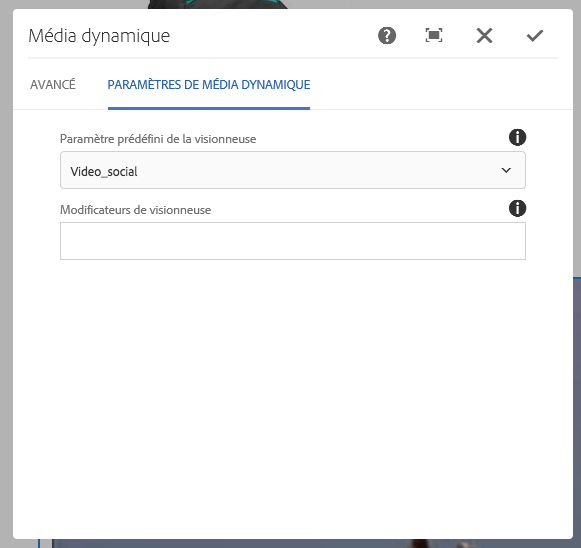 Média dynamique
AVANCÉ
PARAMÈTRES DE MÉDIA DYNAMIQUE
Paramètre prédéfini de la visionneuse
Video_social
Modificateurs de visionneuse